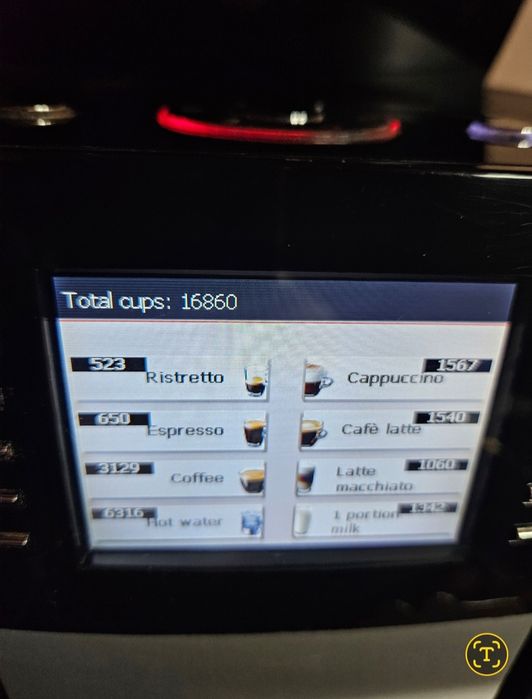 Total cups: 16860
523
Ristretto
1567
Cappuccino
650
Espresso
1540
Cafè latte
3129
Coffee
1060
Latte
macchiato
6316
Hot water
1 portion
milk